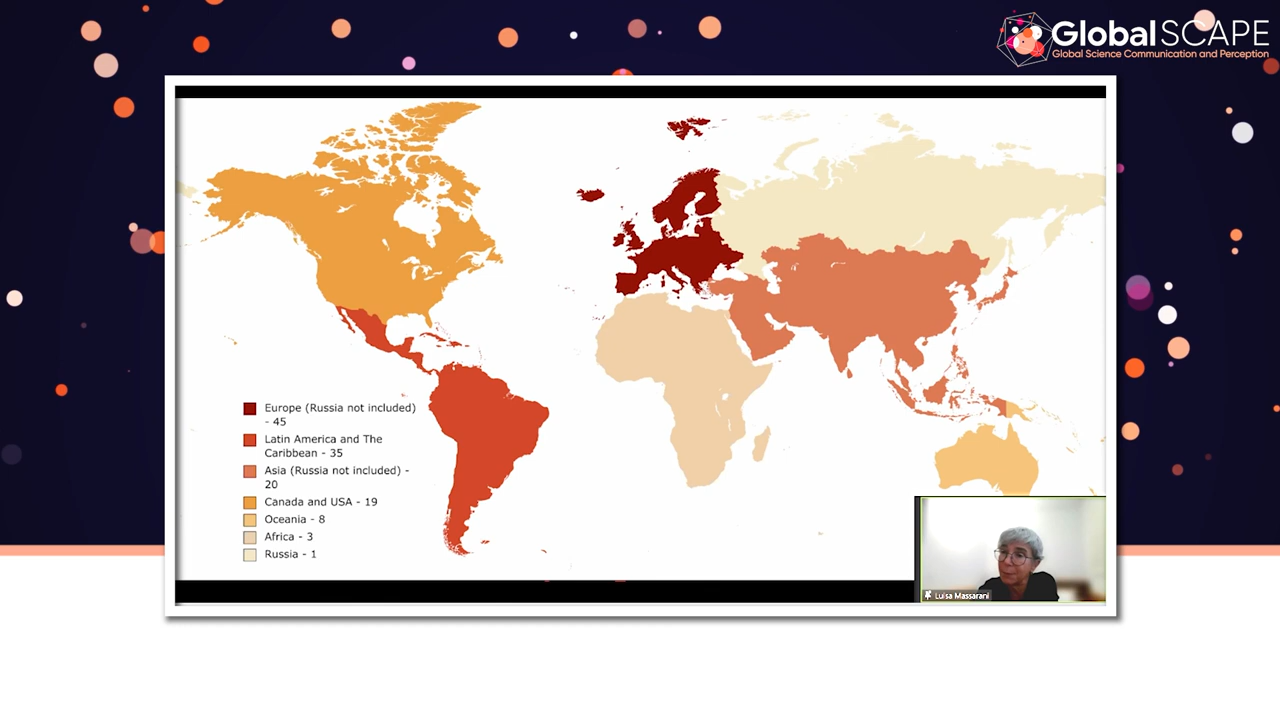 GlobalSCAPE
Global Science Communication and Perception
Europe (Russia not included)
- 45
Latin America and The
Caribbean - 35
Asia (Russia not included) -
20
Canada and USA - 19
Oceania - 8
Africa - 3
Russia - 1
Luisa Massarani